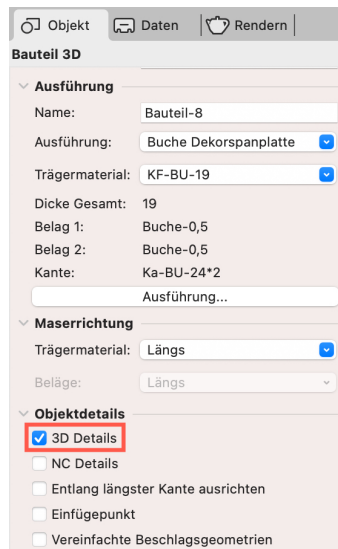 Objekt Daten Rendern
Bauteil 3D
Ausführung
Name: Bauteil-8
Ausführung: Buche Dekorspanplatte
Trägermaterial: KF-BU-19
Dicke Gesamt: 19
Belag 1: Buche-0,5
Belag 2: Buche-0,5
Kante: Ka-BU-24*2
Ausführung...
Maserrichtung
Trägermaterial: Längs
Beläge: Längs
Objektdetails
3D Details
NC Details
Entlang längster Kante ausrichten
Einfügepunkt
Vereinfachte Beschlagsgeometrien